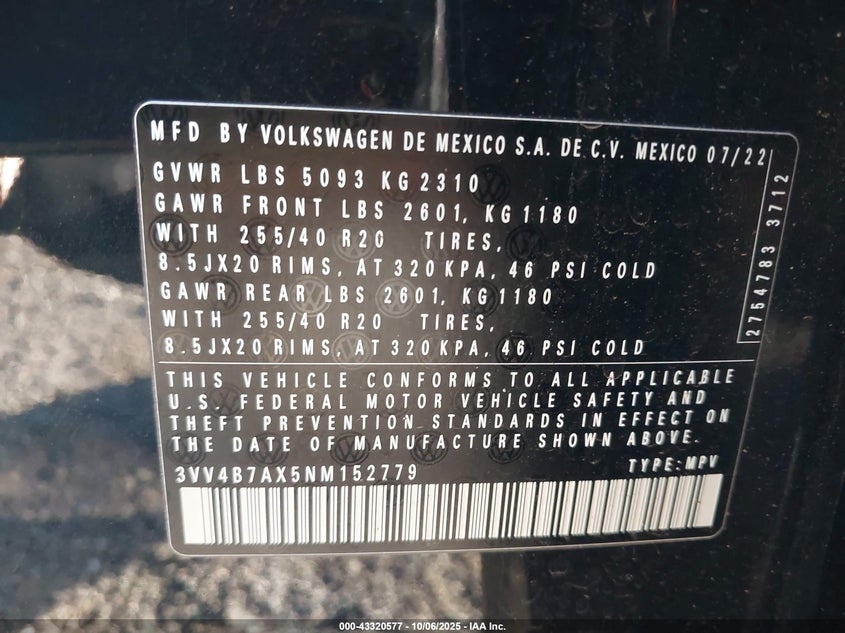 MFD BY VOLKSWAGEN DE MEXICO S.A. DE C.V. MEXICO 07/22
GVWR LBS 5093 KG 2310
GAWR FRONT LBS 2601, KG 1180
WITH 255/40 R20 TIRES,
8.5JX20 RIMS, AT 320 KPA, 46 PSI COLD
GAWR REAR LBS 2601, KG 1180
WITH 255/40 R20 TIRES,
8.5JX20 RIMS, AT 320 KPA, 46 PSI COLD
2754783 3712
THIS VEHICLE CONFORMS TO ALL APPLICABLE
U.S. FEDERAL MOTOR VEHICLE SAFETY AND
THEFT PREVENTION STANDARDS IN EFFECT ON
THE DATE OF MANUFACTURE SHOWN ABOVE.
3VV4B7AX5NM152779 TYPE: MPV
000-43320577 - 10/06/2025 - IAA Inc.